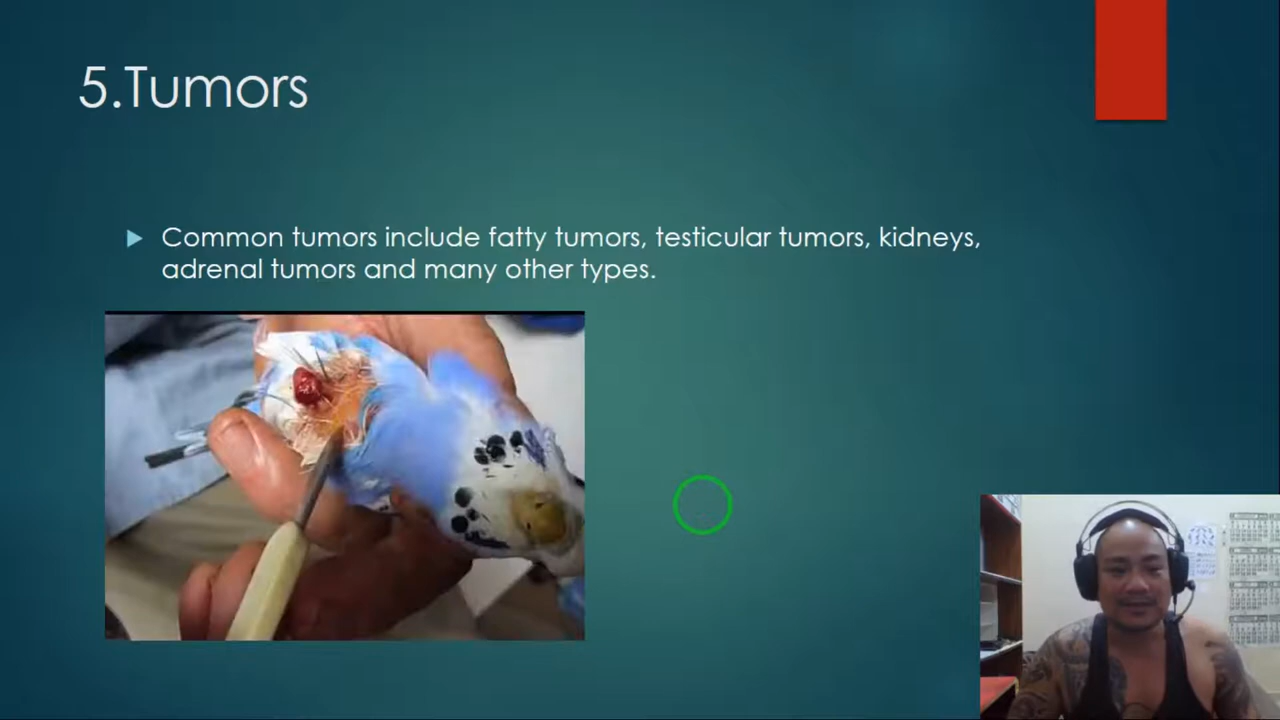 5.Tumors
Common tumors include fatty tumors, testicular tumors, kidneys,
adrenal tumors and many other types.